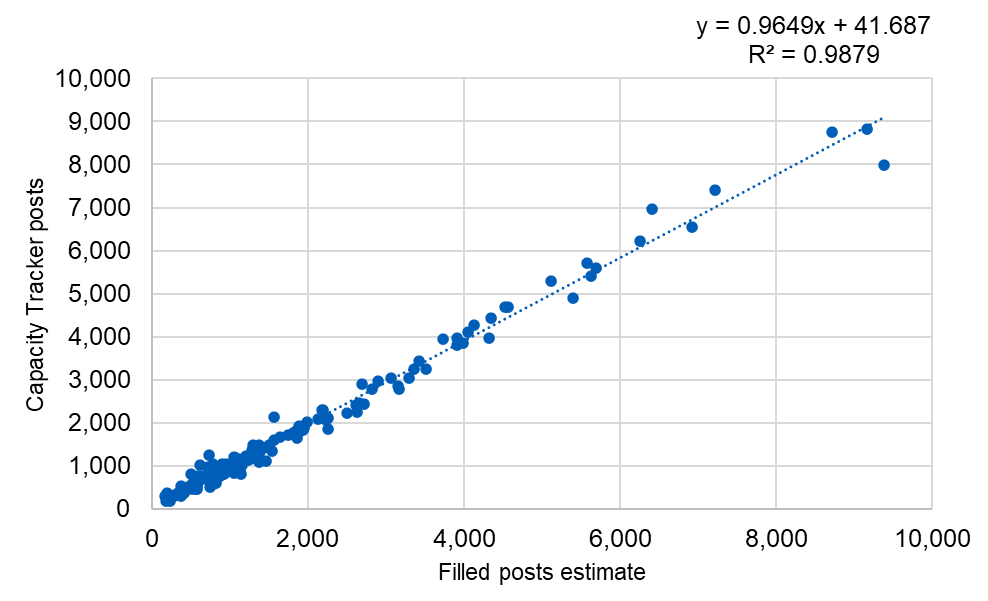 y = 0.9649x + 41.687
R² = 0.9879
10,000
9,000
8,000
7,000
6,000
5,000
4,000
3,000
2,000
1,000
0
Capacity Tracker posts
0 2,000 4,000 6,000 8,000 10,000
Filled posts estimate